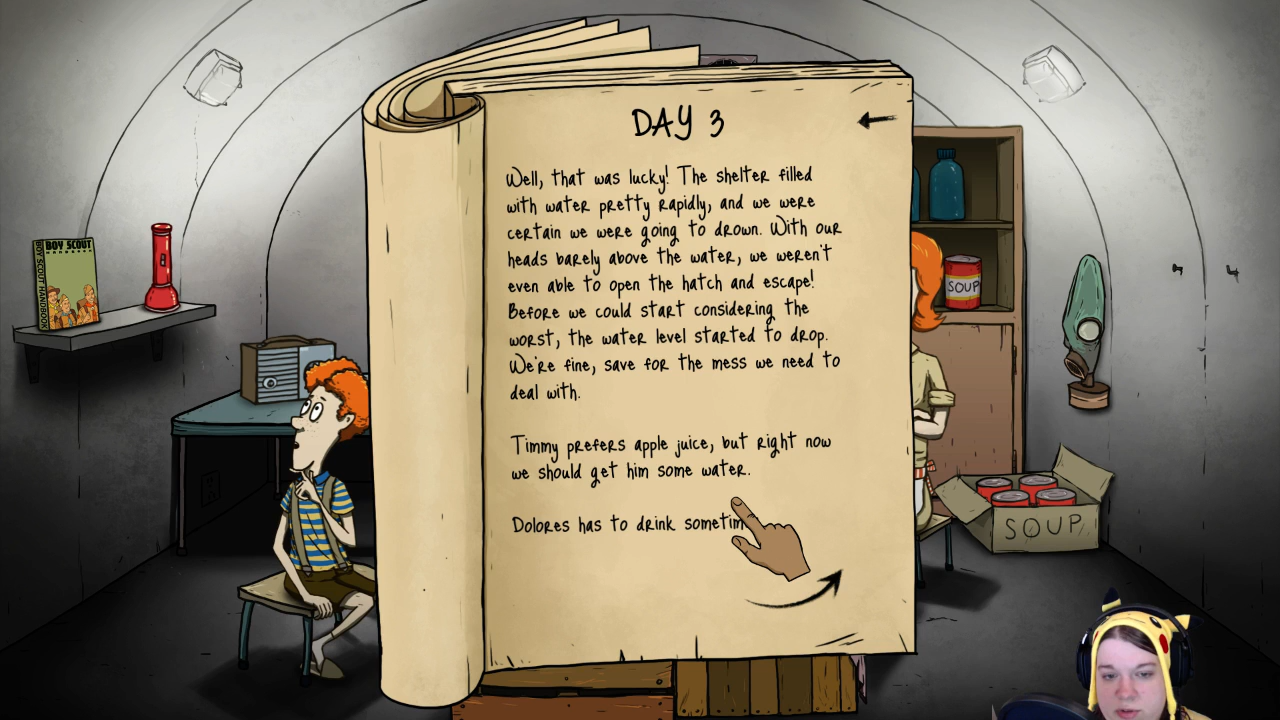 DAY 3
Well, that was lucky! The shelter filled
with water pretty rapidly, and we were
certain we were going to drown. With our
heads barely above the water, we weren't
even able to open the hatch and escape!
Before we could start considering the
worst, the water level started to drop.
We're fine, save for the mess we need to
deal with.
Timmy prefers apple juice, but right now
we should get him some water.
Dolores has to drink sometim
BOY SCOUT
BOY SCOUT HANDBOOK
SOUP
SOUP